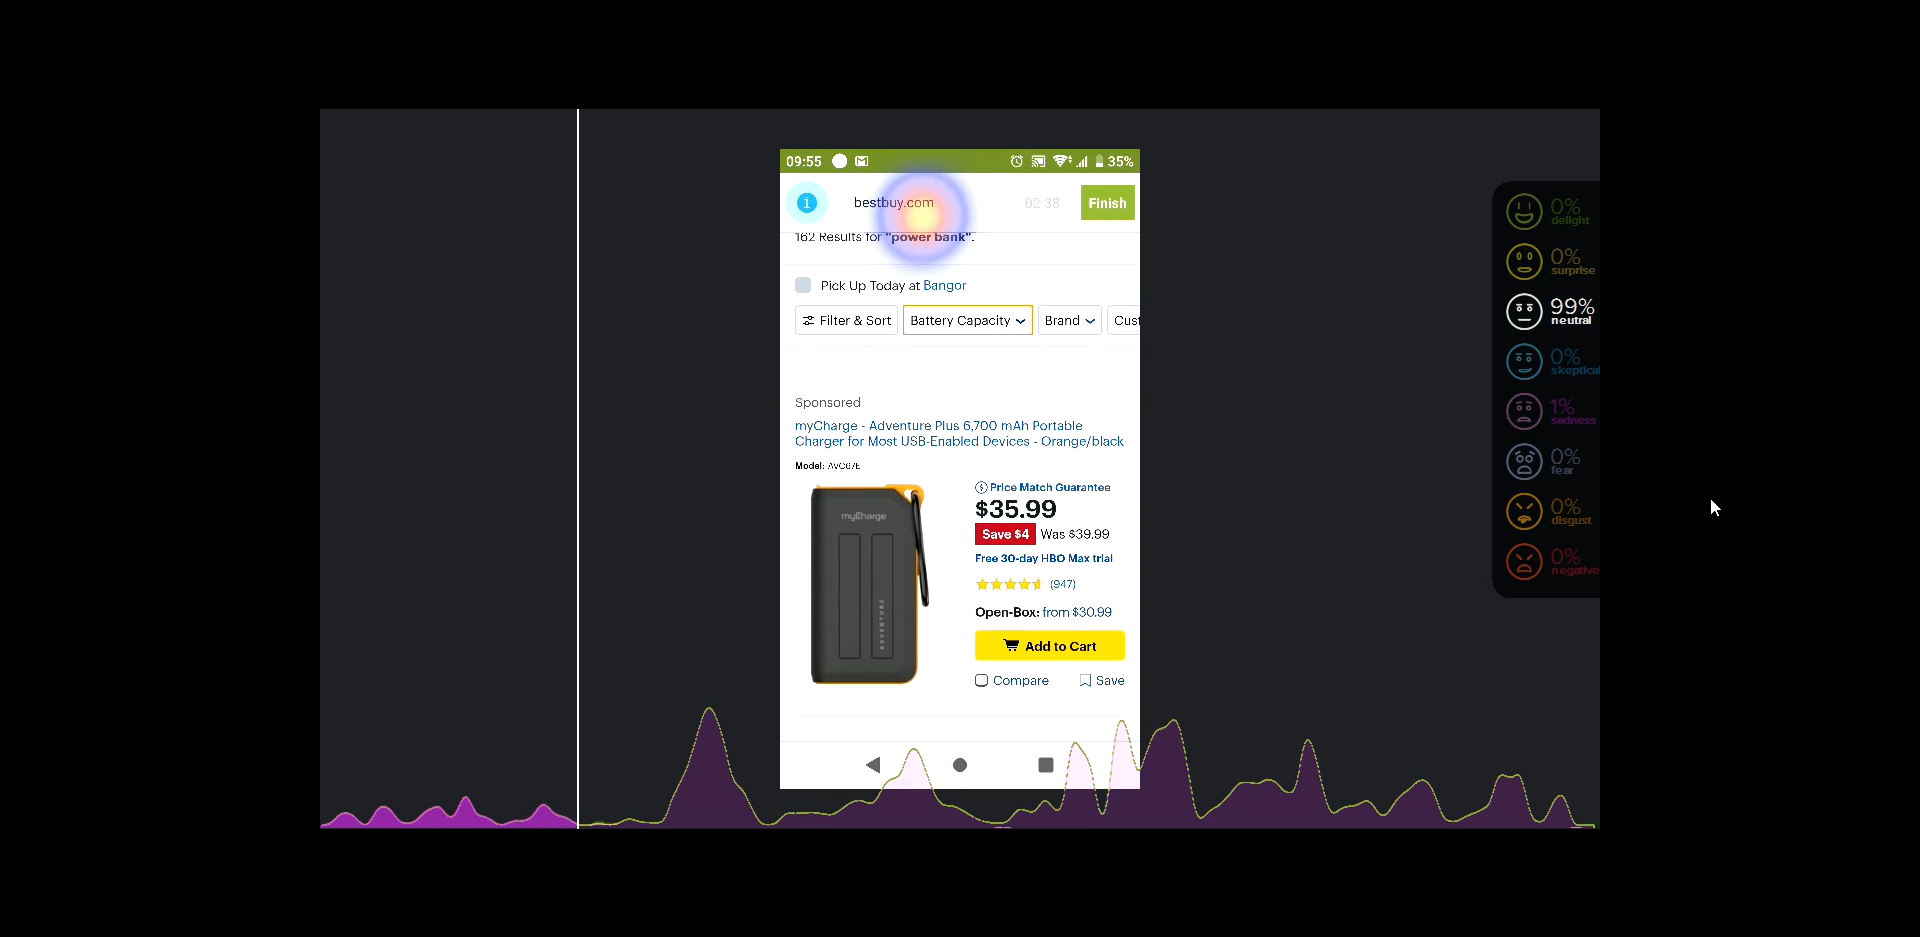 09:55 35%
bestbuy.com 02:38 Finish
162 Results for "power bank".
Pick Up Today at Bangor
Filter & Sort Battery Capacity Brand Cust
Sponsored
myCharge - Adventure Plus 6,700 mAh Portable
Charger for Most USB-Enabled Devices - Orange/black
Model: AVC67E
myCharge
ADVENTURE
Price Match Guarantee
$35.99
Save $4 Was $39.99
Free 30-day HBO Max trial
(947)
Open-Box: from $30.99
Add to Cart
Compare Save
0%
delight
0%
surprise
99%
neutral
0%
skeptical
1%
sadness
0%
fear
0%
disgust
0%
negative